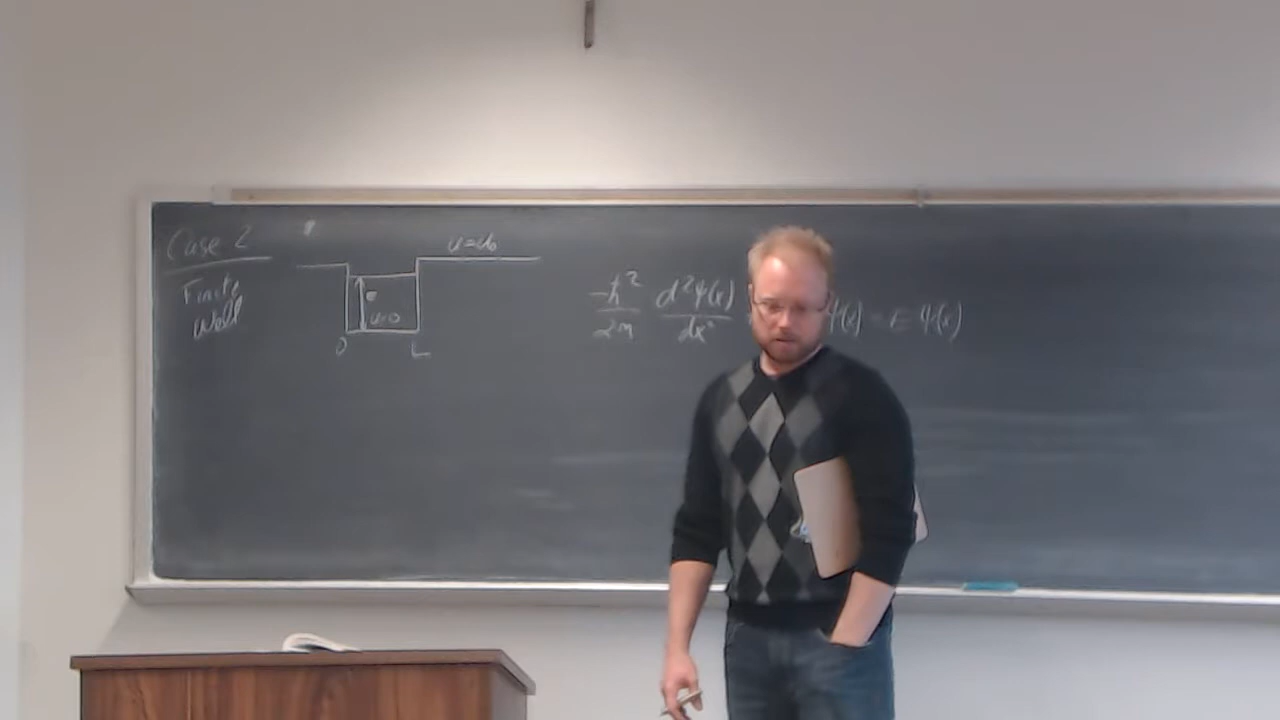 Case 2
Finite
Well
u=u₀
E
u=0
0 L
-ħ²/2m d²ψ(x)/dx² ψ(x) = E ψ(x)